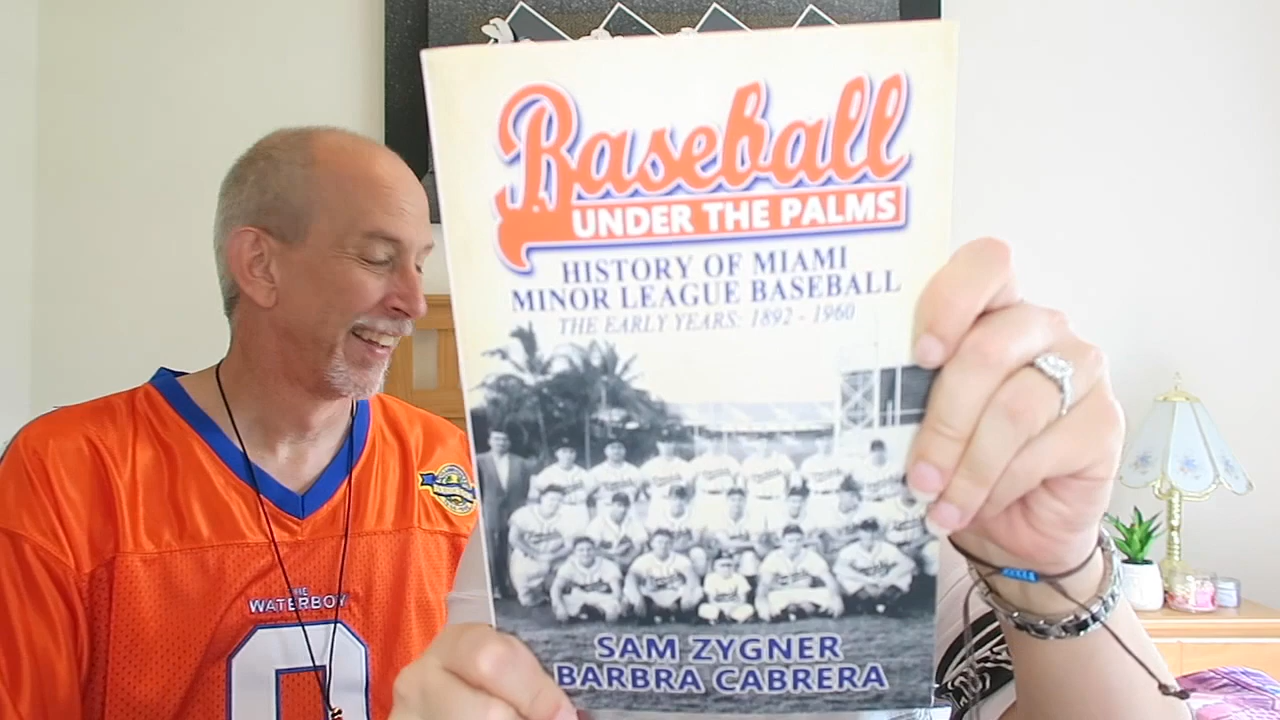 Baseball
UNDER THE PALMS
HISTORY OF MIAMI
MINOR LEAGUE BASEBALL
THE EARLY YEARS: 1892 - 1960
SAM ZYGNER
BARBRA CABRERA
THE
WATERBOY